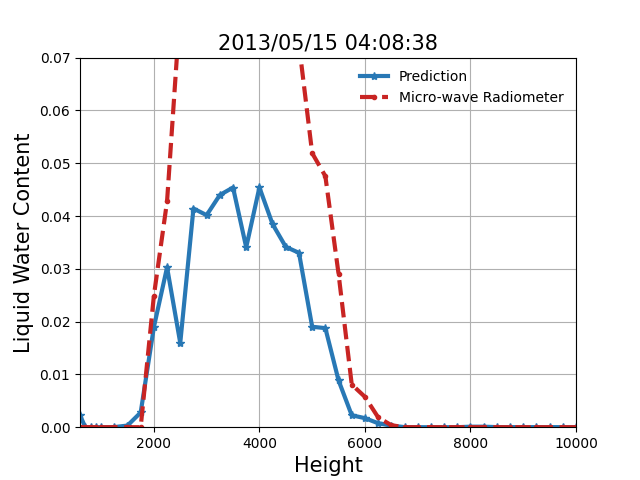 2013/05/15 04:08:38
0.07
0.06
0.05
0.04
0.03
0.02
0.01
0.00
Liquid Water Content
Prediction
Micro-wave Radiometer
2000 4000 6000 8000 10000
Height